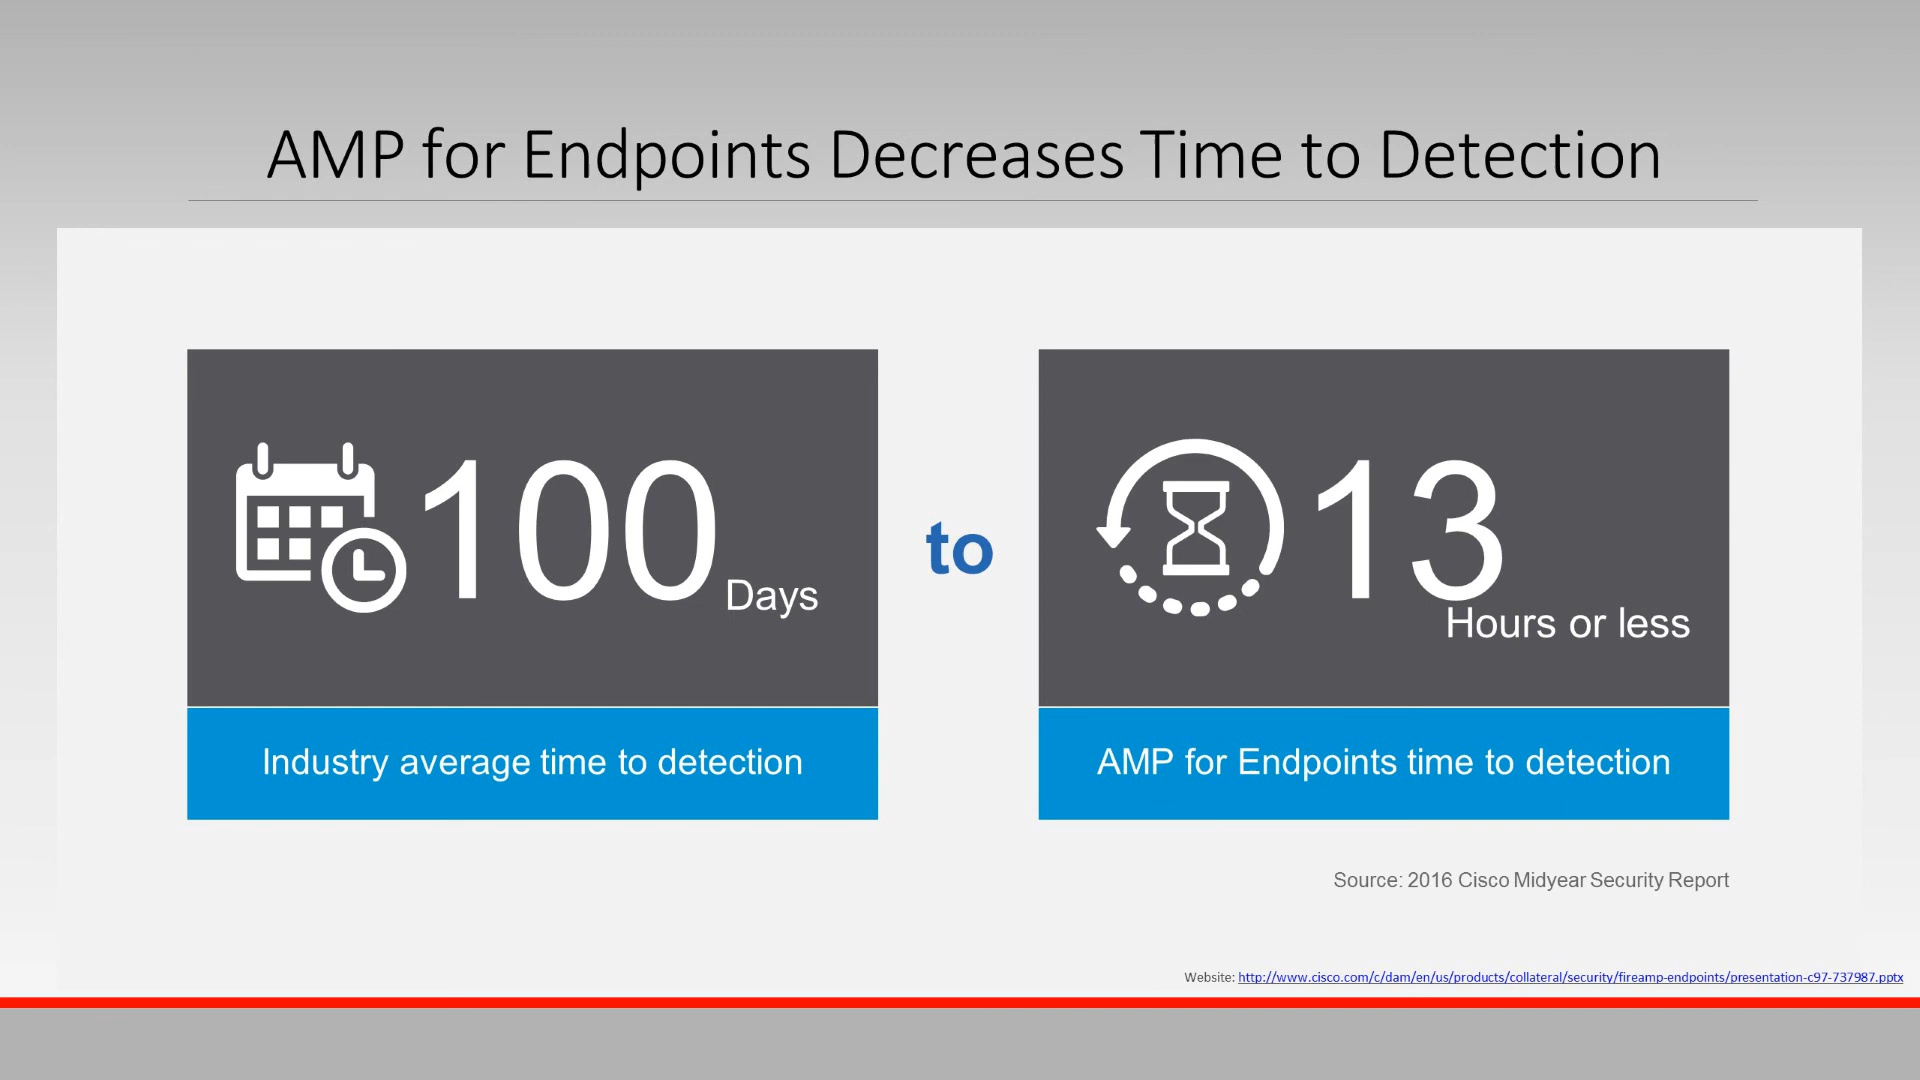 AMP for Endpoints Decreases Time to Detection
100 Days
to
13
Hours or less
Industry average time to detection
AMP for Endpoints time to detection
Source: 2016 Cisco Midyear Security Report
Website: http://www.cisco.com/c/dam/en/us/products/collateral/security/fireamp-endpoints/presentation-c97-737987.pptx